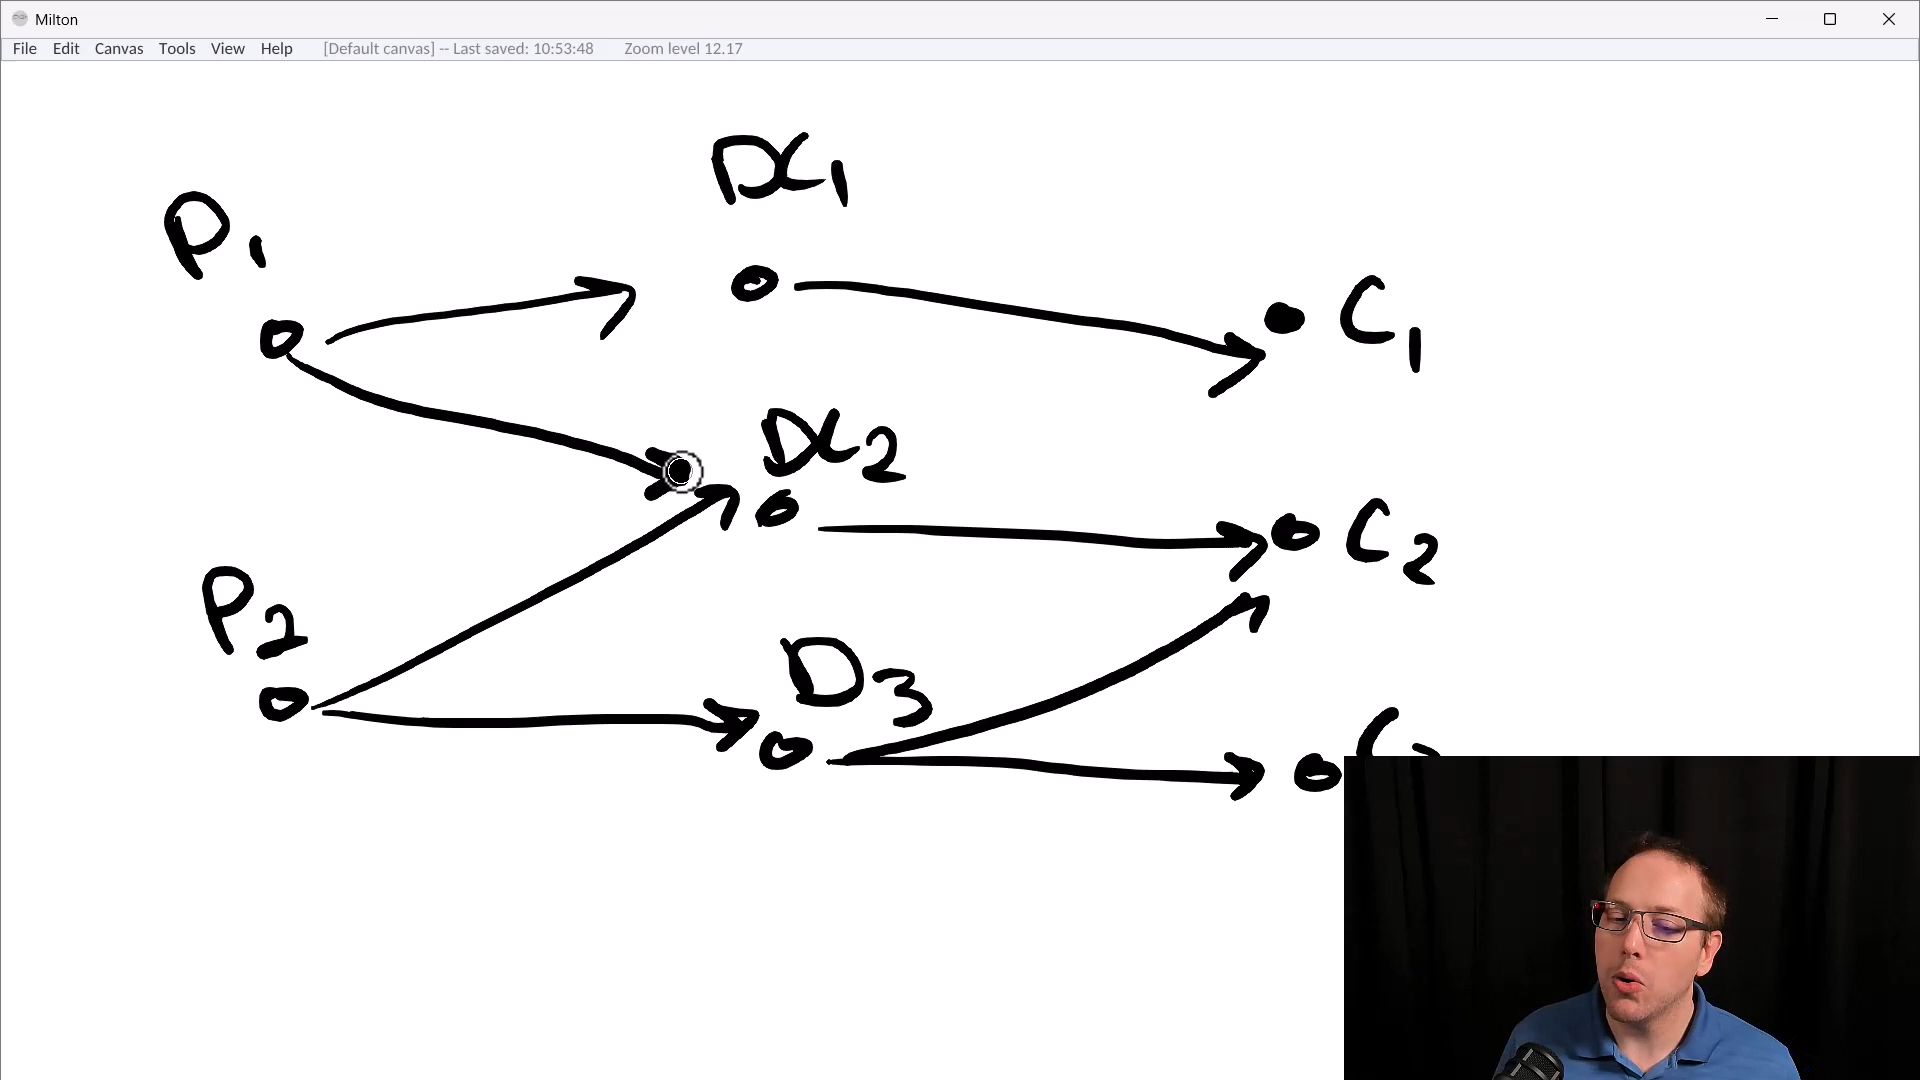 Milton
File Edit Canvas Tools View Help [Default canvas] -- Last saved: 10:53:48 Zoom level 12.17
DC1
P1
C1
DC2
C2
P2
D3